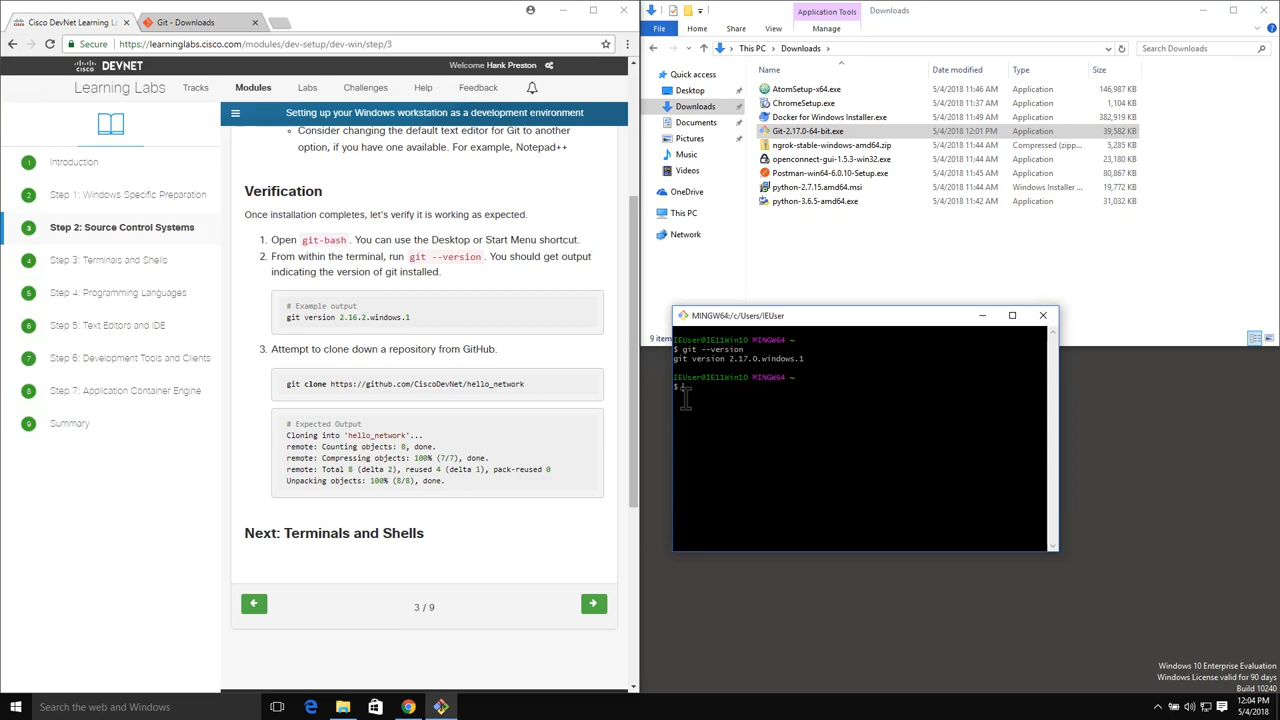 Cisco DevNet Learning L
Git - Downloads
Secure
https://learninglabs.cisco.com/modules/dev-setup/dev-win/step/3
cisco DEVNET
Welcome Hank Preston
Learning Labs
Tracks
Modules
Labs
Challenges
Help
Feedback
Setting up your Windows workstation as a development environment
Introduction
Step 1: Windows Specific Preparation
Step 2: Source Control Systems
Step 3: Terminals and Shells
Step 4: Programming Languages
Step 5: Text Editors and IDE
Step 6: Development Tools and Clients
Step 7: Application Container Engine
Summary
1
2
3
4
5
6
7
8
9
Consider changing the default text editor for Git to another
option, if you have one available. For example, Notepad++
Verification
Once installation completes, let's verify it is working as expected.
1. Open git-bash. You can use the Desktop or Start Menu shortcut.
2. From within the terminal, run git --version. You should get output
indicating the version of git installed.
# Example output
git version 2.16.2.windows.1
3. Attempt to clone down a repository from GitHub.
git clone https://github.com/CiscoDevNet/hello_network
# Expected Output
Cloning into 'hello_network'...
remote: Counting objects: 8, done.
remote: Compressing objects: 100% (7/7), done.
remote: Total 8 (delta 2), reused 4 (delta 1), pack-reused 0
Unpacking objects: 100% (8/8), done.
Next: Terminals and Shells
3 / 9
Application Tools
Downloads
File
Home
Share
View
Manage
This PC
Downloads
Search Downloads
Quick access
Desktop
Downloads
Documents
Pictures
Music
Videos
OneDrive
This PC
Network
Name
Date modified
Type
Size
AtomSetup-x64.exe 5/4/2018 11:46 AM Application 146,987 KB
ChromeSetup.exe 5/4/2018 11:37 AM Application 1,104 KB
Docker for Windows Installer.exe 5/4/2018 11:49 AM Application 382,919 KB
Git-2.17.0-64-bit.exe 5/4/2018 12:01 PM Application 39,582 KB
ngrok-stable-windows-amd64.zip 5/4/2018 11:44 AM Compressed (zipp... 5,285 KB
openconnect-gui-1.5.3-win32.exe 5/4/2018 11:44 AM Application 23,180 KB
Postman-win64-6.0.10-Setup.exe 5/4/2018 11:45 AM Application 80,867 KB
python-2.7.15.amd64.msi 5/4/2018 11:44 AM Windows Installer ... 19,772 KB
python-3.6.5-amd64.exe 5/4/2018 11:42 AM Application 31,032 KB
9 item
MINGW64:/c/Users/IEUser
IEUser@IE11Win10 MINGW64 ~
$ git --version
git version 2.17.0.windows.1
IEUser@IE11Win10 MINGW64 ~
$
Windows 10 Enterprise Evaluation
Windows License valid for 90 days
Build 10240
Search the web and Windows
12:04 PM
5/4/2018